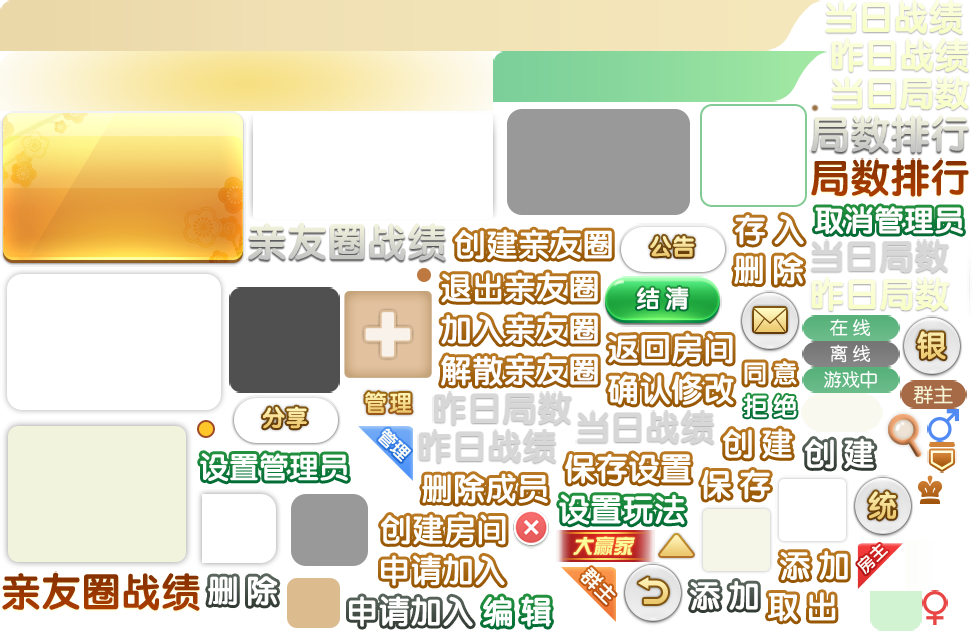 当日战绩
昨日战绩
当日局数
局数排行
局数排行
取消管理员
亲友圈战绩
创建亲友圈
公告
存入
删除
当日局数
昨日局数
退出亲友圈
结清
加入亲友圈
在线
离线
游戏中
银
返回房间
解散亲友圈
同意
确认修改
群主
管理
拒绝
分享
昨日局数
当日战绩
管理
昨日战绩
创建
创建
设置管理员
保存设置
删除成员
保存
设置玩法
统
创建房间
大赢家
申请加入
添加
房主
亲友圈战绩
删除
群主
添加
申请加入
编辑
取出